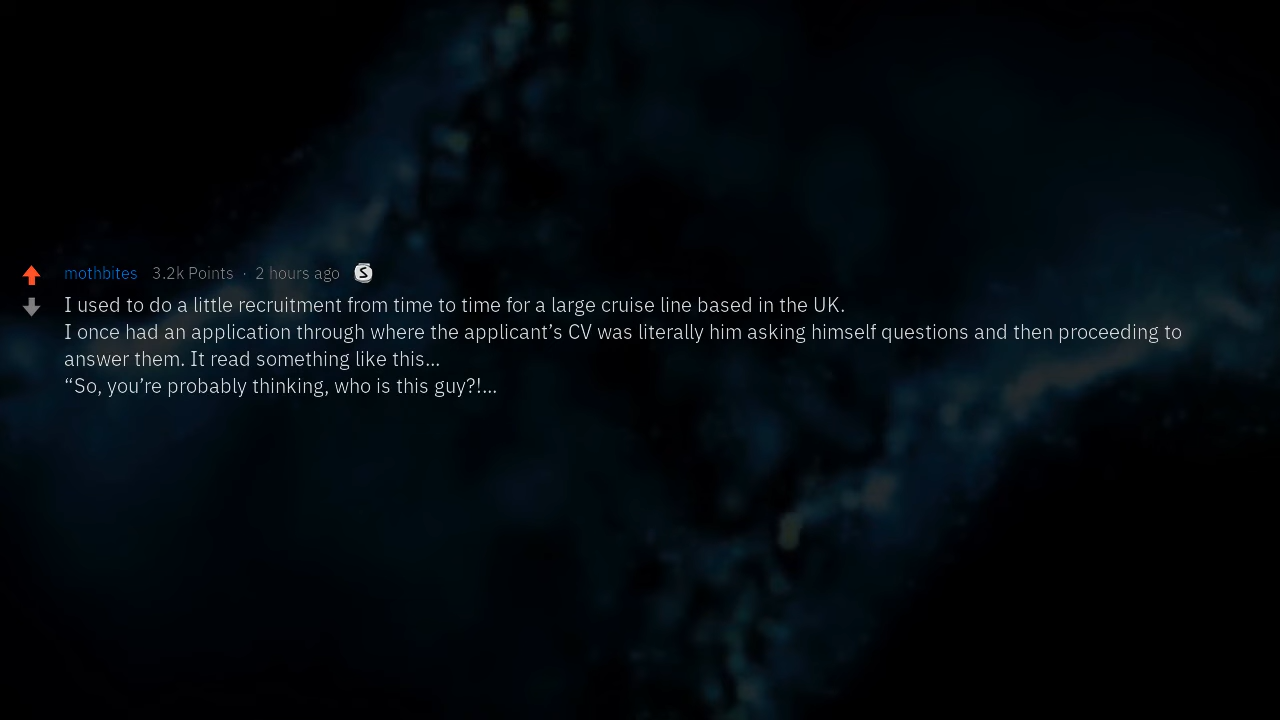 mothbites 3.2k Points · 2 hours ago S
I used to do a little recruitment from time to time for a large cruise line based in the UK.
I once had an application through where the applicant’s CV was literally him asking himself questions and then proceeding to
answer them. It read something like this...
“So, you’re probably thinking, who is this guy?!...